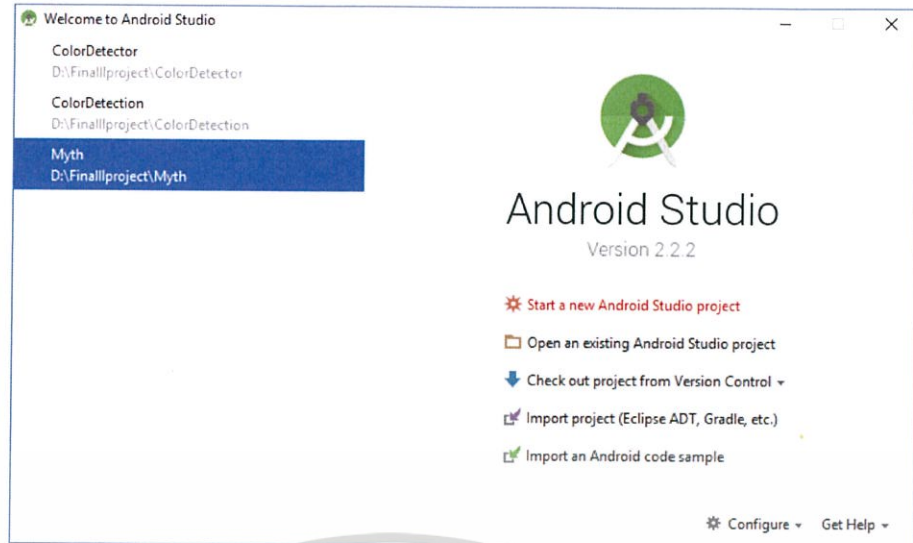 Welcome to Android Studio
ColorDetector
D:\Finalllproject\ColorDetector
ColorDetection
D:\Finalllproject\ColorDetection
Myth
D:\Finalllproject\Myth
Android Studio
Version 2.2.2
Start a new Android Studio project
Open an existing Android Studio project
Check out project from Version Control
Import project (Eclipse ADT, Gradle, etc.)
Import an Android code sample
Configure
Get Help